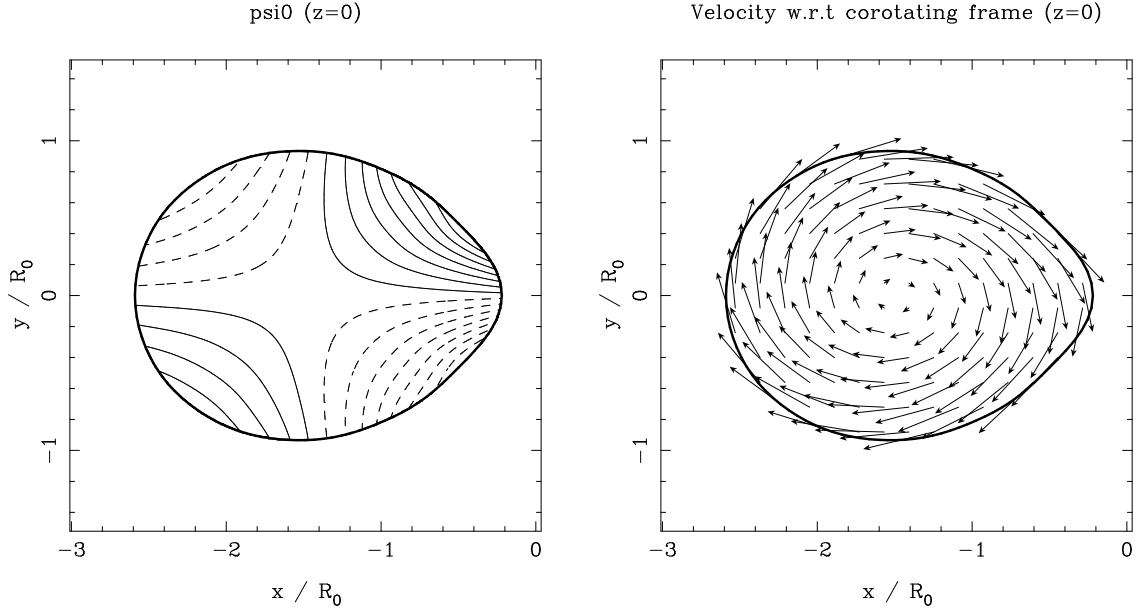 psi0 (z=0)
y / R0
1
0
−1
−3
−2
−1
0
x / R0
Velocity w.r.t corotating frame (z=0)
y / R0
1
0
−1
−3
−2
−1
0
x / R0